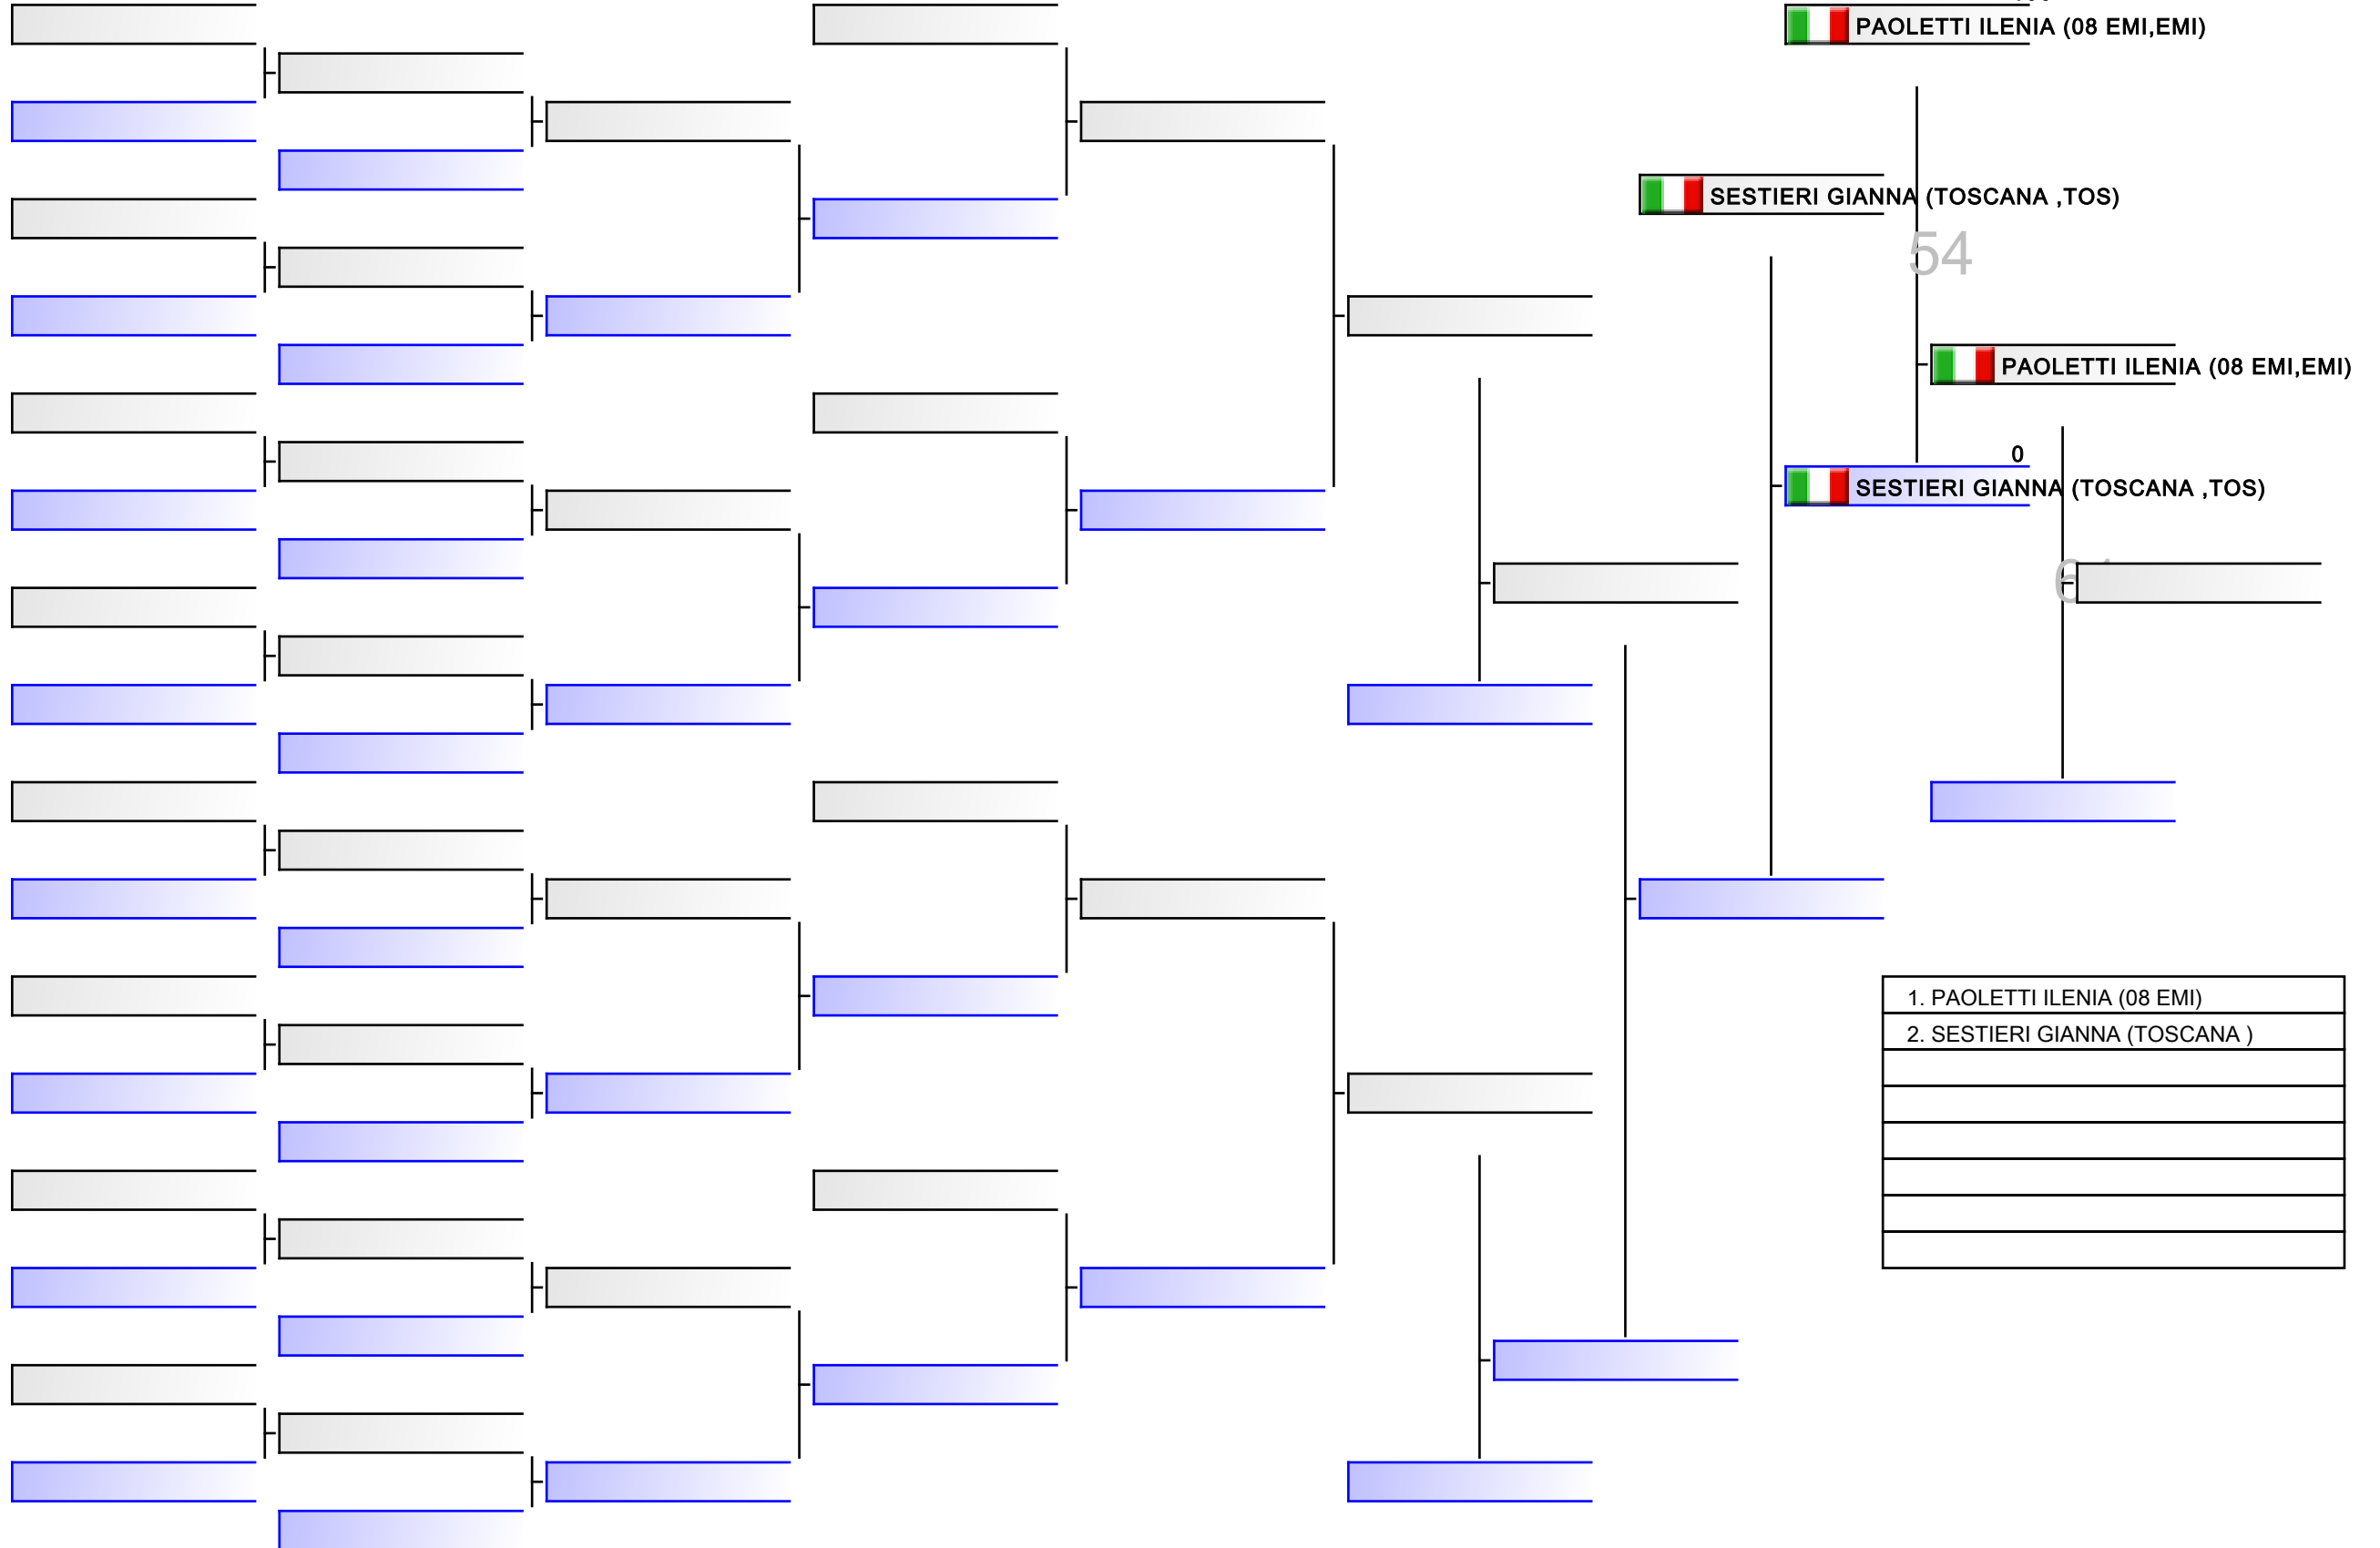 PAOLETTI ILENIA (08 EMI,EMI)
SESTIERI GIANNA (TOSCANA ,TOS)
54
PAOLETTI ILENIA (08 EMI,EMI)
0
SESTIERI GIANNA (TOSCANA ,TOS)
1. PAOLETTI ILENIA (08 EMI)
2. SESTIERI GIANNA (TOSCANA )